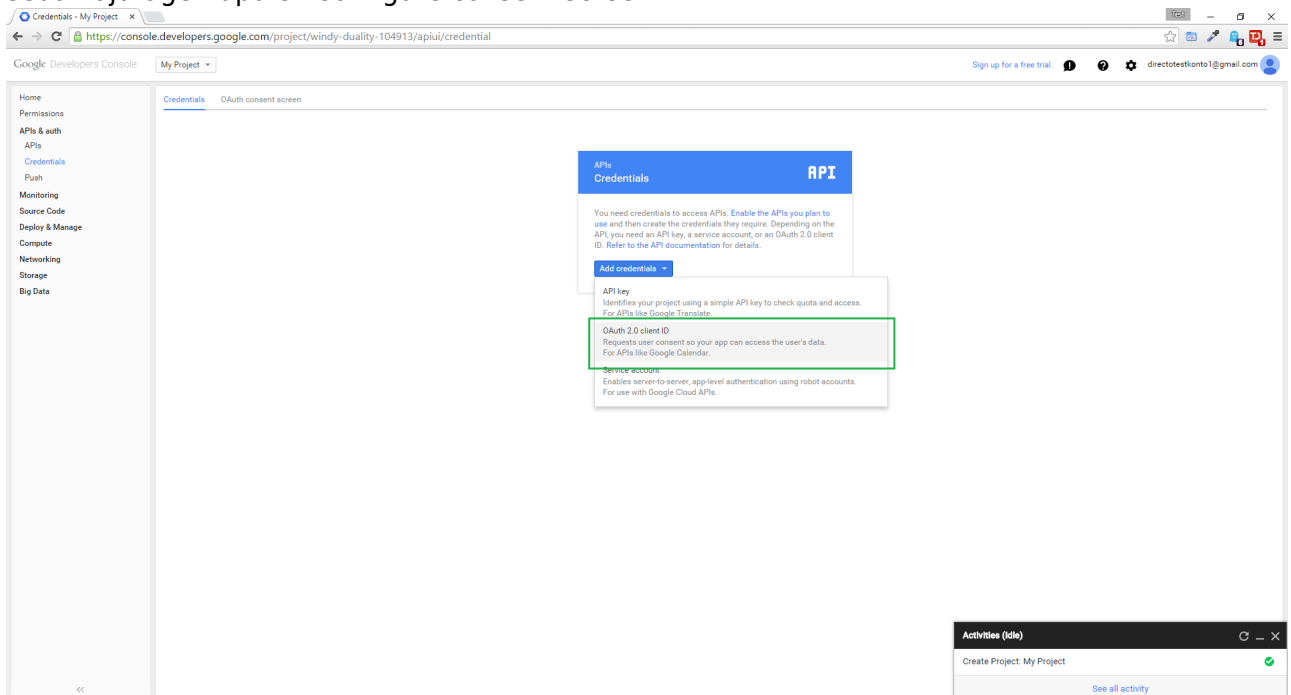 Credentials - My Project
Test
https://console.developers.google.com/project/windy-duality-104913/apiui/credential
Google Developers Console
My Project
Sign up for a free trial.
directotestkonto1@gmail.com
Home
Permissions
APIs & auth
APIs
Credentials
Push
Monitoring
Source Code
Deploy & Manage
Compute
Networking
Storage
Big Data
Credentials
OAuth consent screen
APIs
Credentials
API
You need credentials to access APIs. Enable the APIs you plan to
use and then create the credentials they require. Depending on the
API, you need an API key, a service account, or an OAuth 2.0 client
ID. Refer to the API documentation for details.
Add credentials
API key
Identifies your project using a simple API key to check quota and access.
For APIs like Google Translate.
OAuth 2.0 client ID
Requests user consent so your app can access the user's data.
For APIs like Google Calendar.
Service account
Enables server-to-server, app-level authentication using robot accounts.
For use with Google Cloud APIs.
Activities (Idle)
Create Project: My Project
See all activity